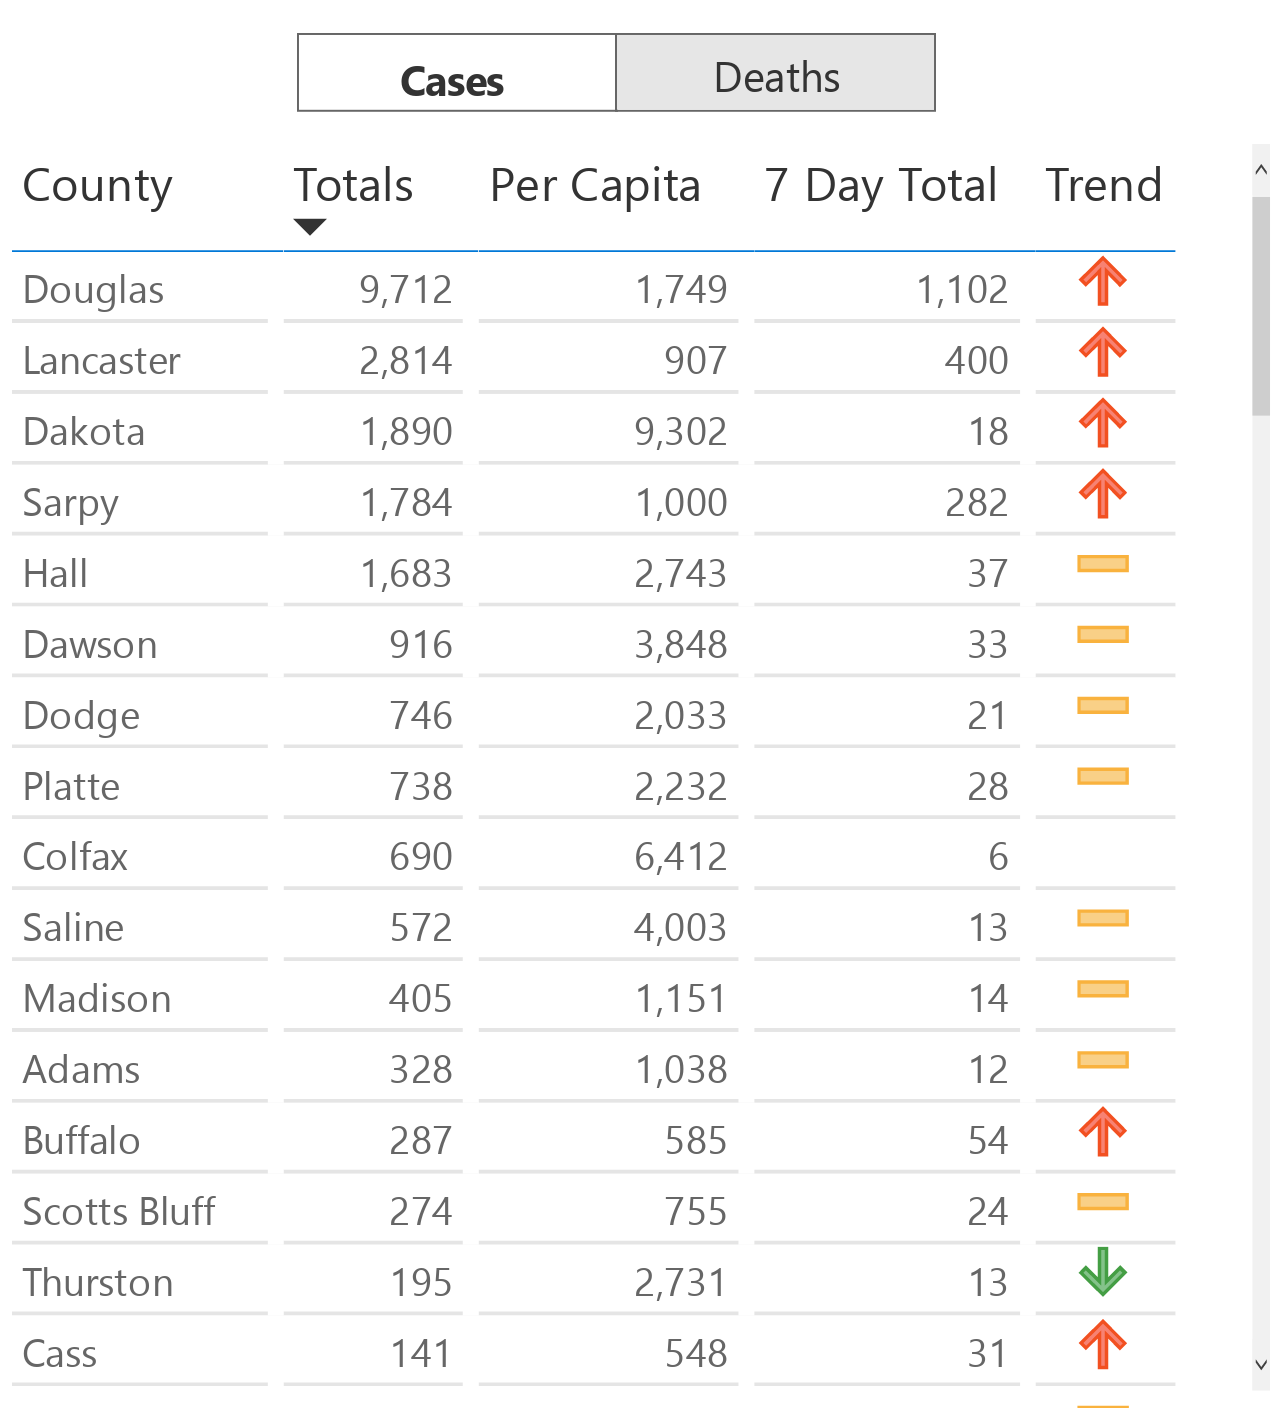 Cases Deaths
County Totals Per Capita 7 Day Total Trend
Douglas 9,712 1,749 1,102
Lancaster 2,814 907 400
Dakota 1,890 9,302 18
Sarpy 1,784 1,000 282
Hall 1,683 2,743 37
Dawson 916 3,848 33
Dodge 746 2,033 21
Platte 738 2,232 28
Colfax 690 6,412 6
Saline 572 4,003 13
Madison 405 1,151 14
Adams 328 1,038 12
Buffalo 287 585 54
Scotts Bluff 274 755 24
Thurston 195 2,731 13
Cass 141 548 31